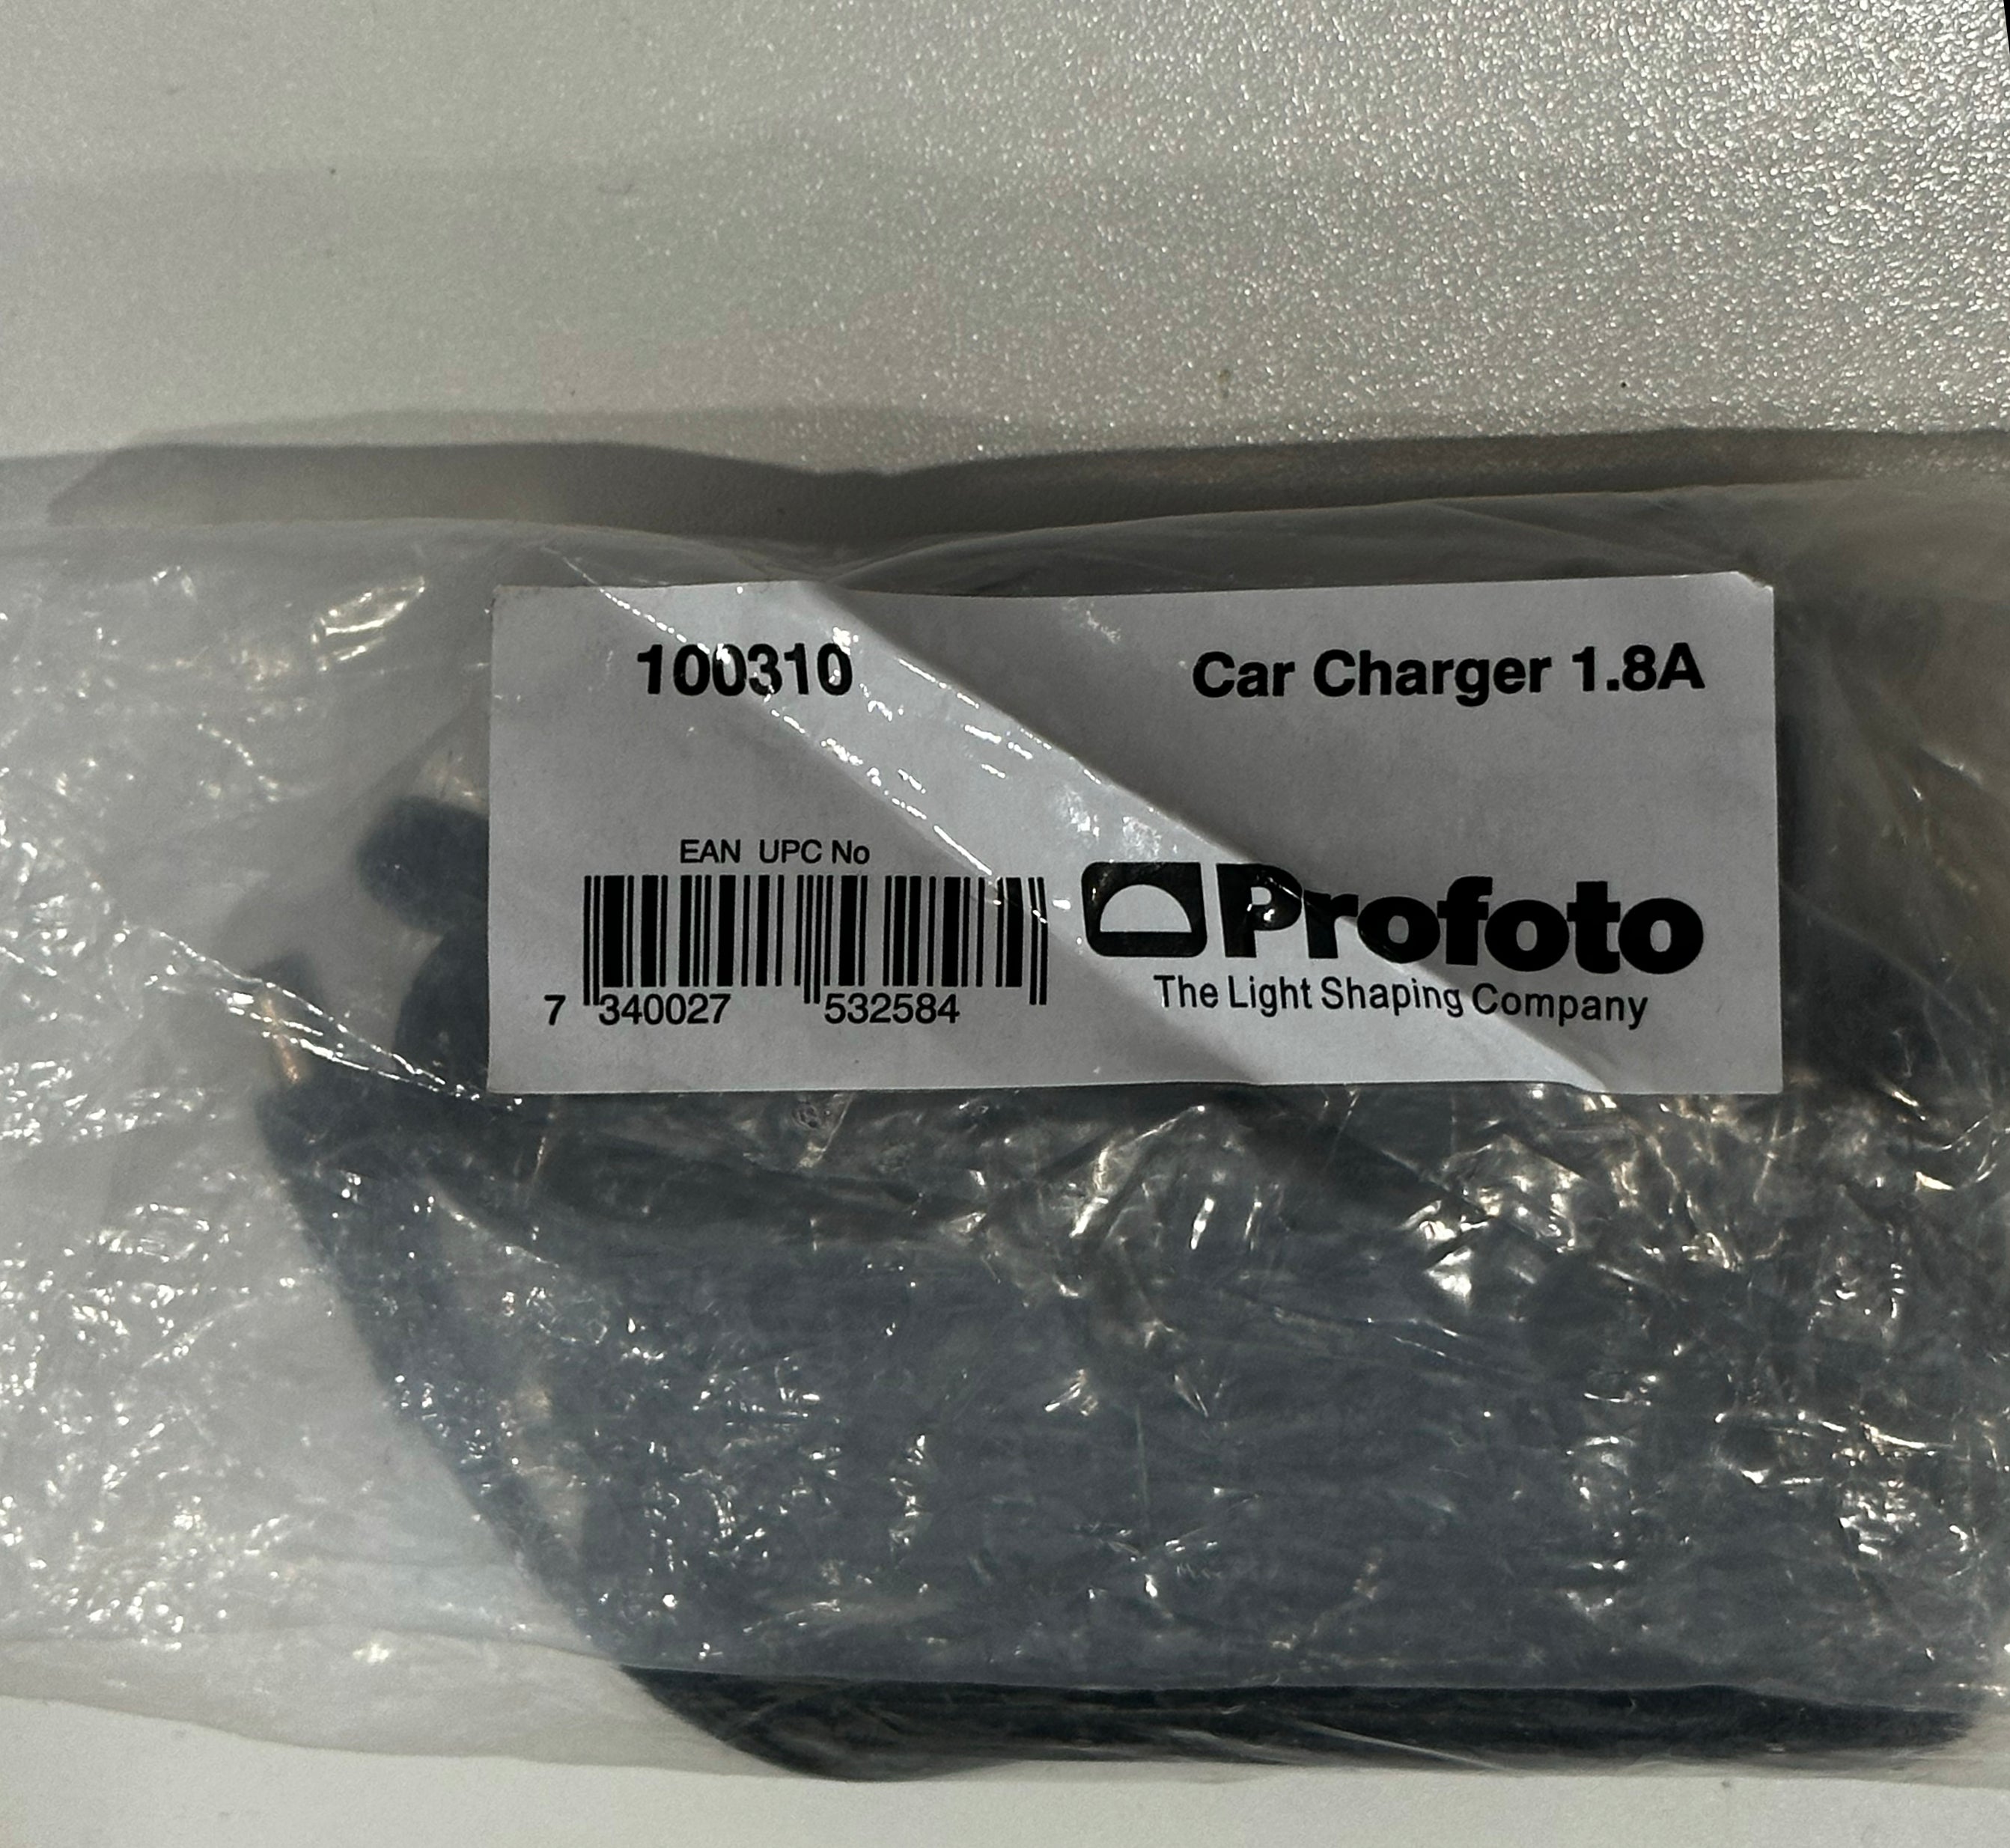 100310
Car Charger 1.8A
EAN UPC No
7 340027 532584
Profoto
The Light Shaping Company